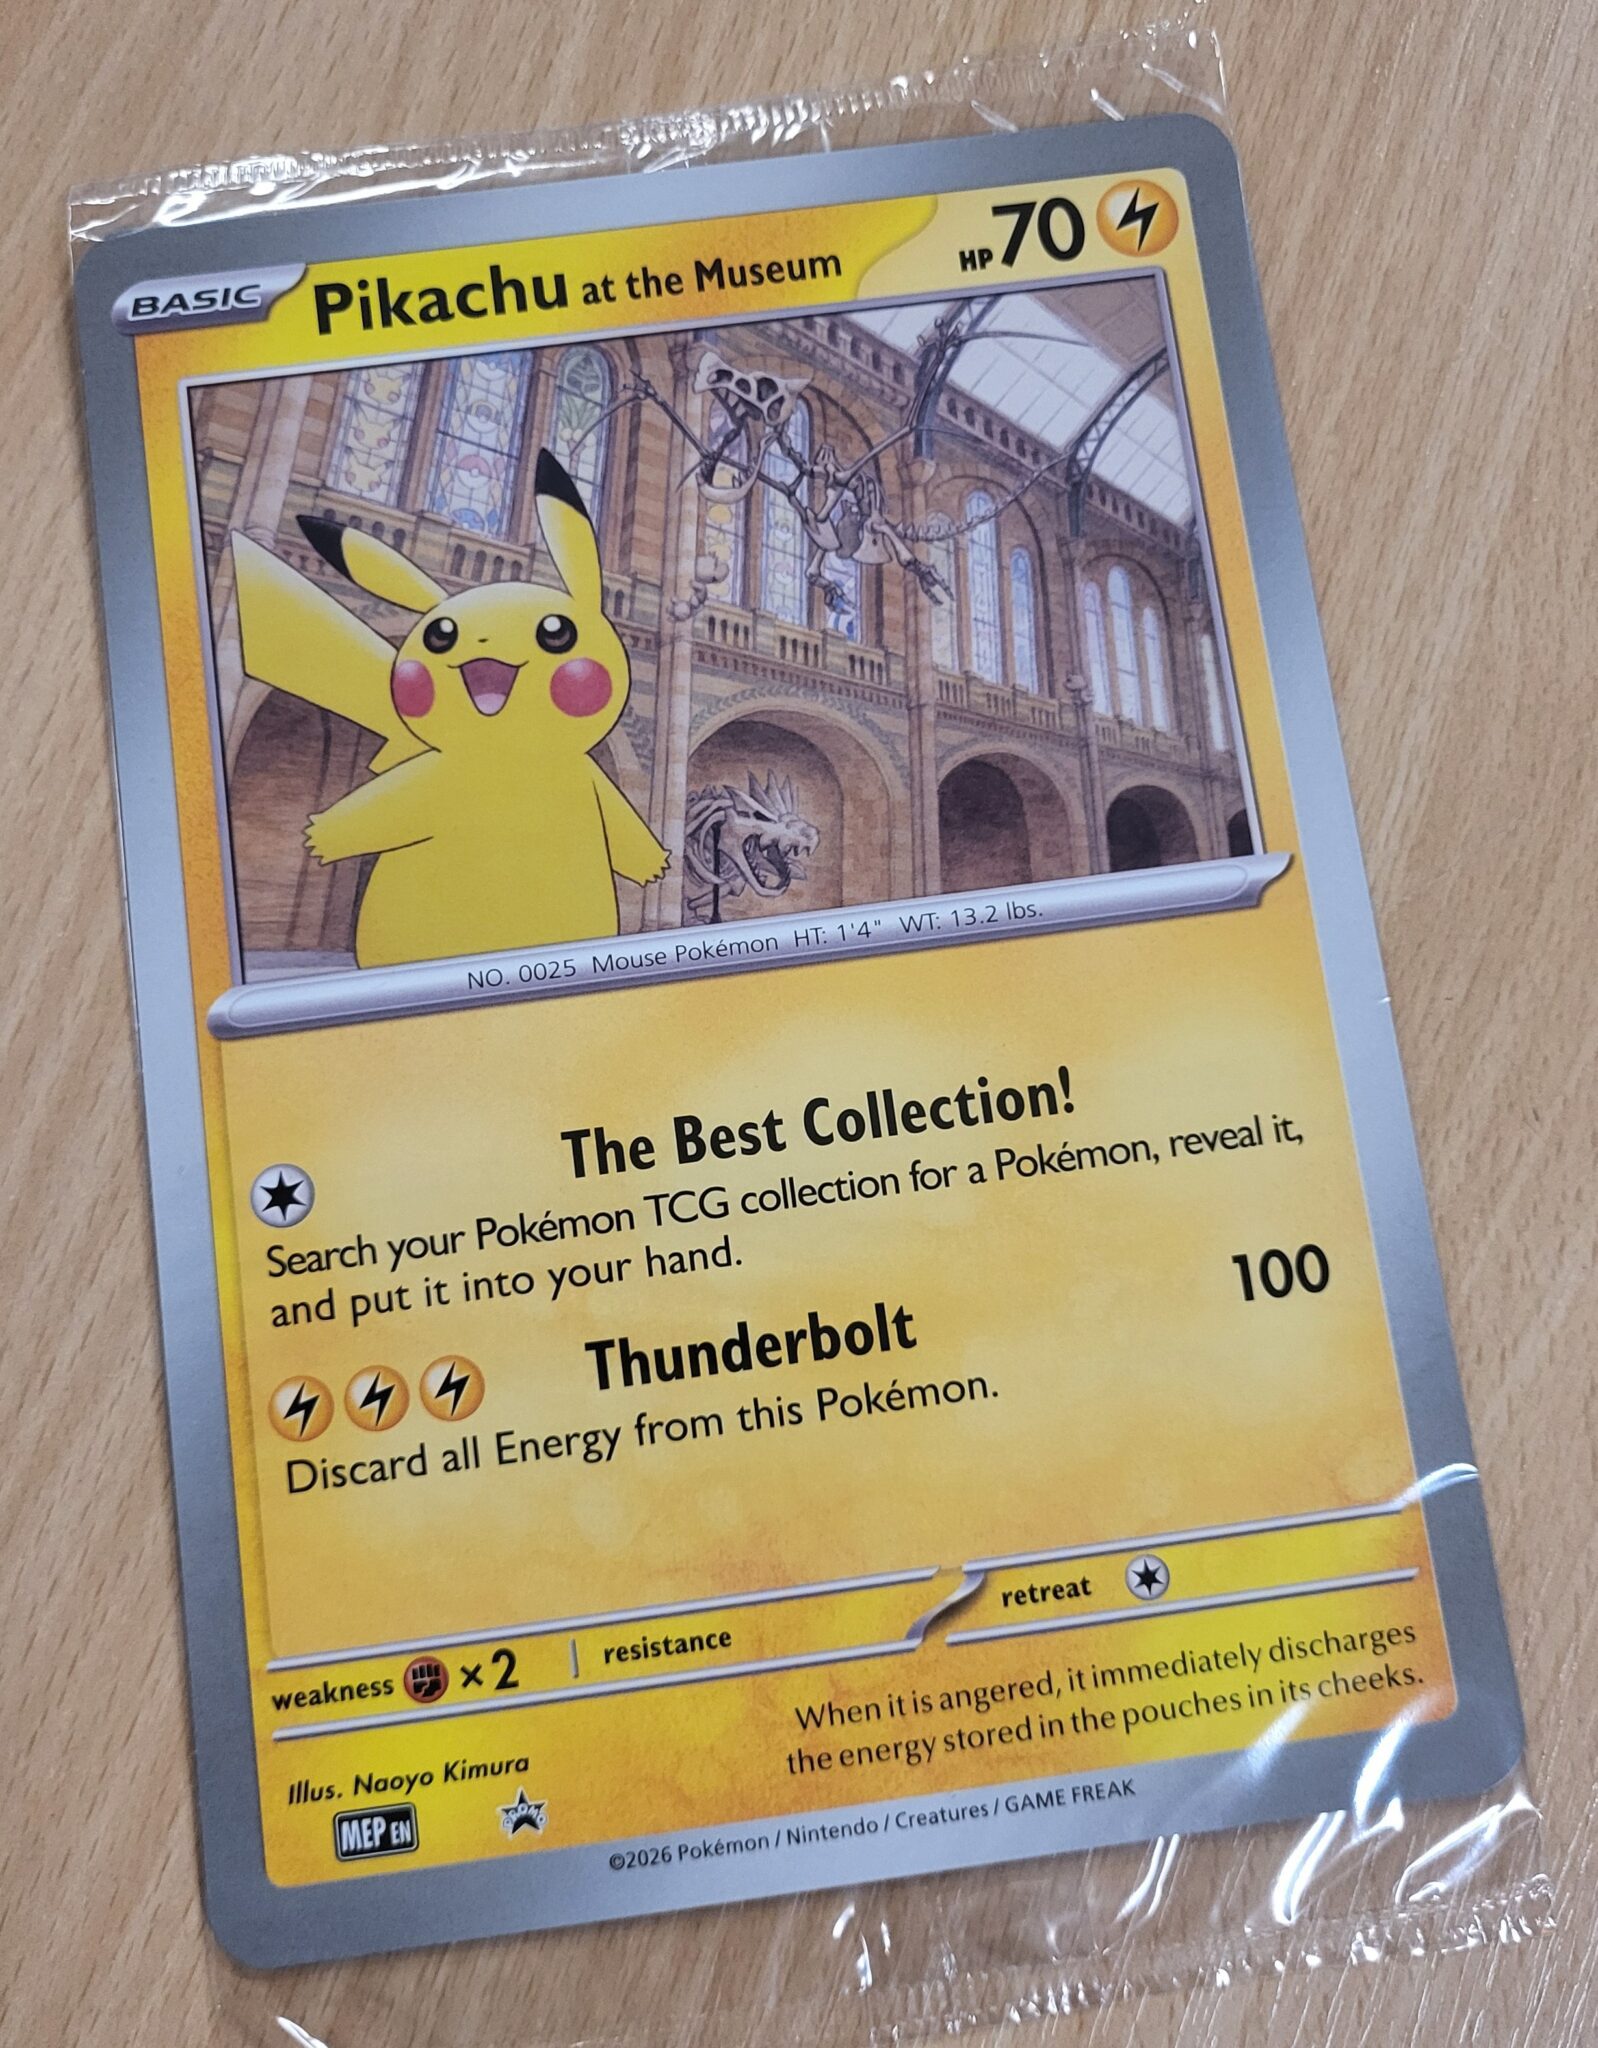 BASIC Pikachu at the Museum HP 70
NO. 0025 Mouse Pokémon HT: 1'4" WT: 13.2 lbs.
The Best Collection!
Search your Pokémon TCG collection for a Pokémon, reveal it,
and put it into your hand.
Thunderbolt 100
Discard all Energy from this Pokémon.
weakness ×2 resistance retreat
When it is angered, it immediately discharges
the energy stored in the pouches in its cheeks.
Illus. Naoyo Kimura
MEP EN PROMO
©2026 Pokémon / Nintendo / Creatures / GAME FREAK